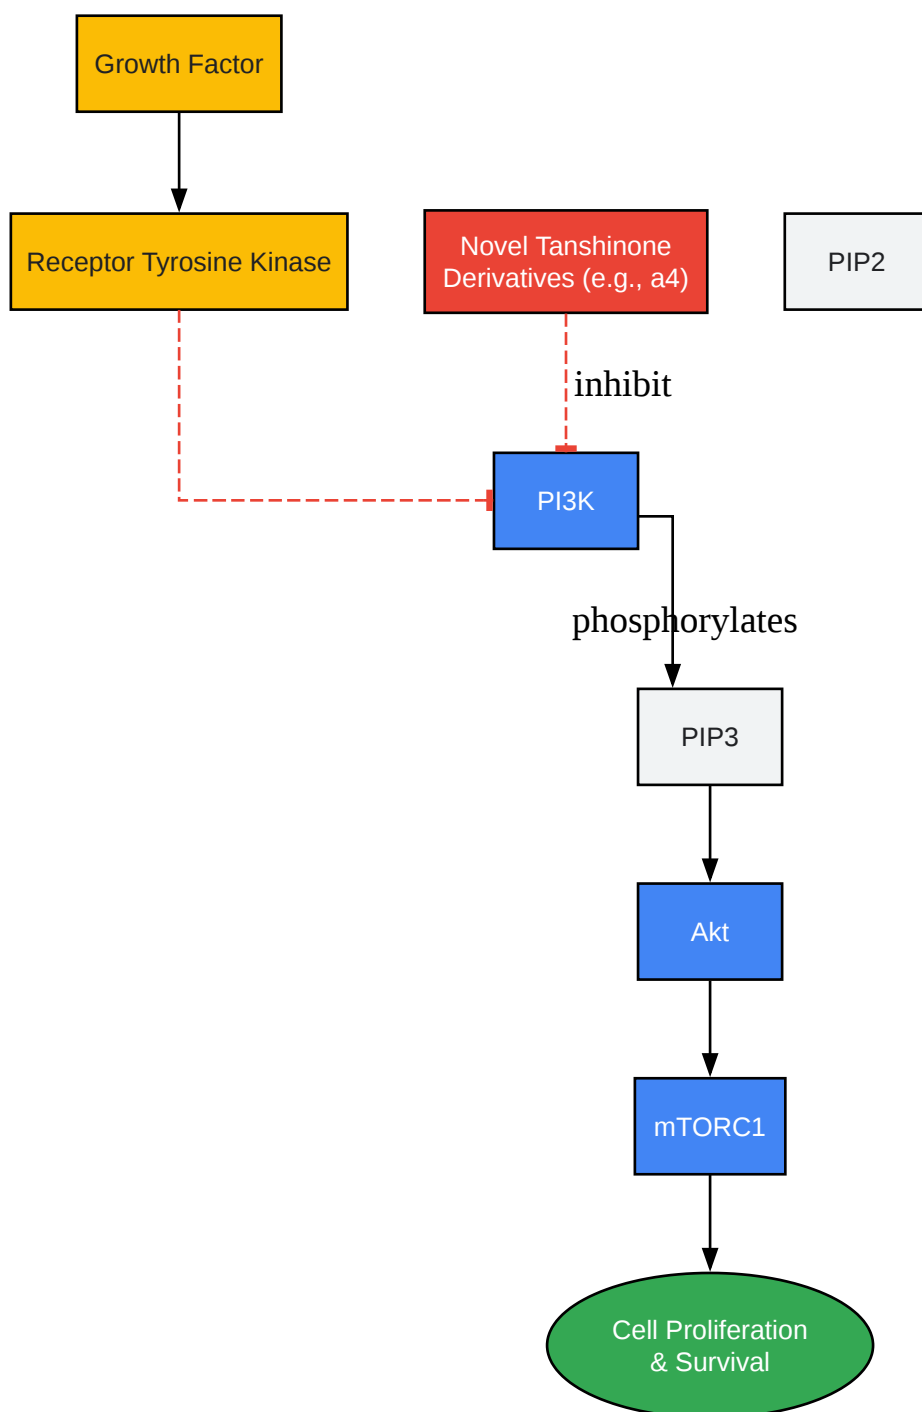 Growth Factor
Receptor Tyrosine Kinase
Novel Tanshinone
Derivatives (e.g., a4)
PIP2
inhibit
PI3K
phosphorylates
PIP3
Akt
mTORC1
Cell Proliferation
& Survival